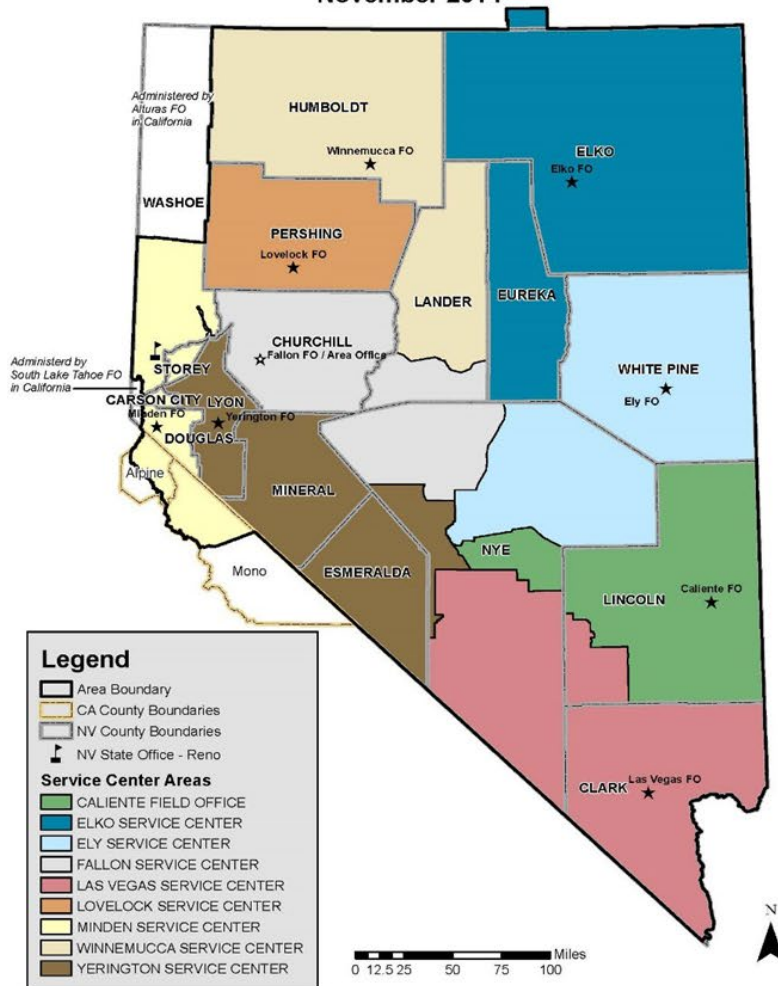 Administered by
Alturas FO
in California
HUMBOLDT
Winnemucca FO
ELKO
Elko FO
WASHOE
PERSHING
Lovelock FO
LANDER
EUREKA
CHURCHILL
Fallon FO / Area Office
STOREY
Administerd by
South Lake Tahoe FO
in California
WHITE PINE
Ely FO
CARSON CITY
LYON
Minden FO
Yerington FO
DOUGLAS
Alpine
MINERAL
NYE
Mono
ESMERALDA
LINCOLN
Caliente FO
CLARK
Las Vegas FO
Legend
Area Boundary
CA County Boundaries
NV County Boundaries
NV State Office - Reno
Service Center Areas
CALIENTE FIELD OFFICE
ELKO SERVICE CENTER
ELY SERVICE CENTER
FALLON SERVICE CENTER
LAS VEGAS SERVICE CENTER
LOVELOCK SERVICE CENTER
MINDEN SERVICE CENTER
WINNEMUCCA SERVICE CENTER
YERINGTON SERVICE CENTER
Miles
0 12.5 25 50 75 100
N